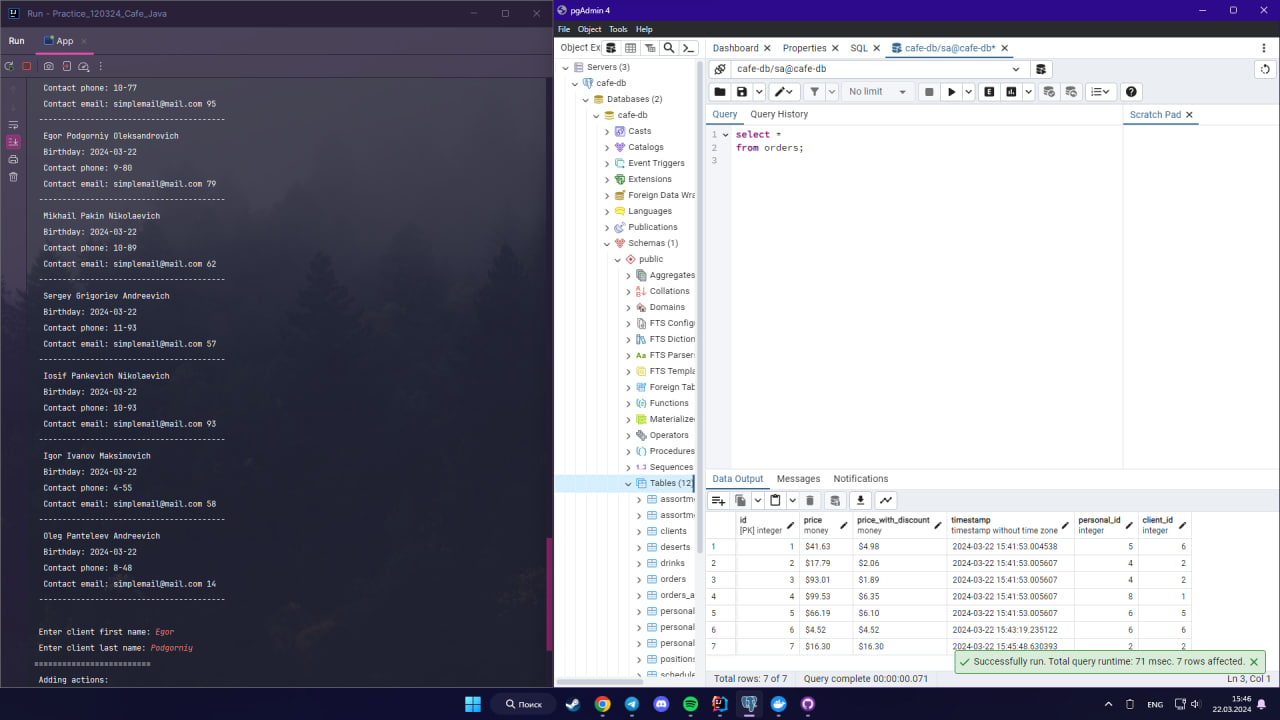 Run - Practice_120324_Cafe_Java
Run
App
Contact phone: 10-77
Contact email: simplemail@mail.com 95
----------------------------------------
Egor Podgorniy Oleksandrovich
Birthday: 2024-03-22
Contact phone: 9-80
Contact email: simplemail@mail.com 79
----------------------------------------
Mikhail Pakin Nikolaevich
Birthday: 2024-03-22
Contact phone: 10-89
Contact email: simplemail@mail.com 62
----------------------------------------
Sergey Grigoriev Andreevich
Birthday: 2024-03-22
Contact phone: 11-93
Contact email: simplemail@mail.com 57
----------------------------------------
Iosif Pankevich Nikolaevich
Birthday: 2024-03-22
Contact phone: 10-93
Contact email: simplemail@mail.com 93
----------------------------------------
Igor Ivanov Maksimovich
Birthday: 2024-03-22
Contact phone: 4-55
Contact email: simplemail@mail.com 58
----------------------------------------
Oleg Panteleev Andreevich
Birthday: 2024-03-22
Contact phone: 8-48
Contact email: simplemail@mail.com 14
----------------------------------------
Enter client first name: Egor
Enter client last name: Podgorniy
=========================
Adding actions:
pgAdmin 4
File Object Tools Help
Object Ex
Servers (3)
cafe-db
Databases (2)
cafe-db
Casts
Catalogs
Event Triggers
Extensions
Foreign Data Wra
Languages
Publications
Schemas (1)
public
Aggregates
Collations
Domains
FTS Config
FTS Diction
FTS Parsers
FTS Templa
Foreign Tab
Functions
Materialize
Operators
Procedures
1..3 Sequences
Tables (12)
assortme
assortme
clients
deserts
drinks
orders
orders_a
personal
personal
personal
positions
schedule
Dashboard Properties SQL cafe-db/sa@cafe-db*
cafe-db/sa@cafe-db
No limit
Query Query History
Scratch Pad
1 select *
2 from orders;
3
Data Output Messages Notifications
id price price_with_discount timestamp personal_id client_id
[PK] integer money money timestamp without time zone integer integer
1 1 $41.63 $4.98 2024-03-22 15:41:53.004538 5 6
2 2 $17.79 $2.06 2024-03-22 15:41:53.005607 4 2
3 3 $93.01 $1.89 2024-03-22 15:41:53.005607 4 2
4 4 $99.53 $6.35 2024-03-22 15:41:53.005607 8 1
5 5 $66.19 $6.10 2024-03-22 15:41:53.005607 6 5
6 6 $4.52 $4.52 2024-03-22 15:43:19.235122 6 6
7 7 $16.30 $16.30 2024-03-22 15:45:48.630393 2 2
Successfully run. Total query runtime: 71 msec. 7 rows affected.
Total rows: 7 of 7 Query complete 00:00:00.071 Ln 3, Col 1
Поиск
ENG
15:46
22.03.2024